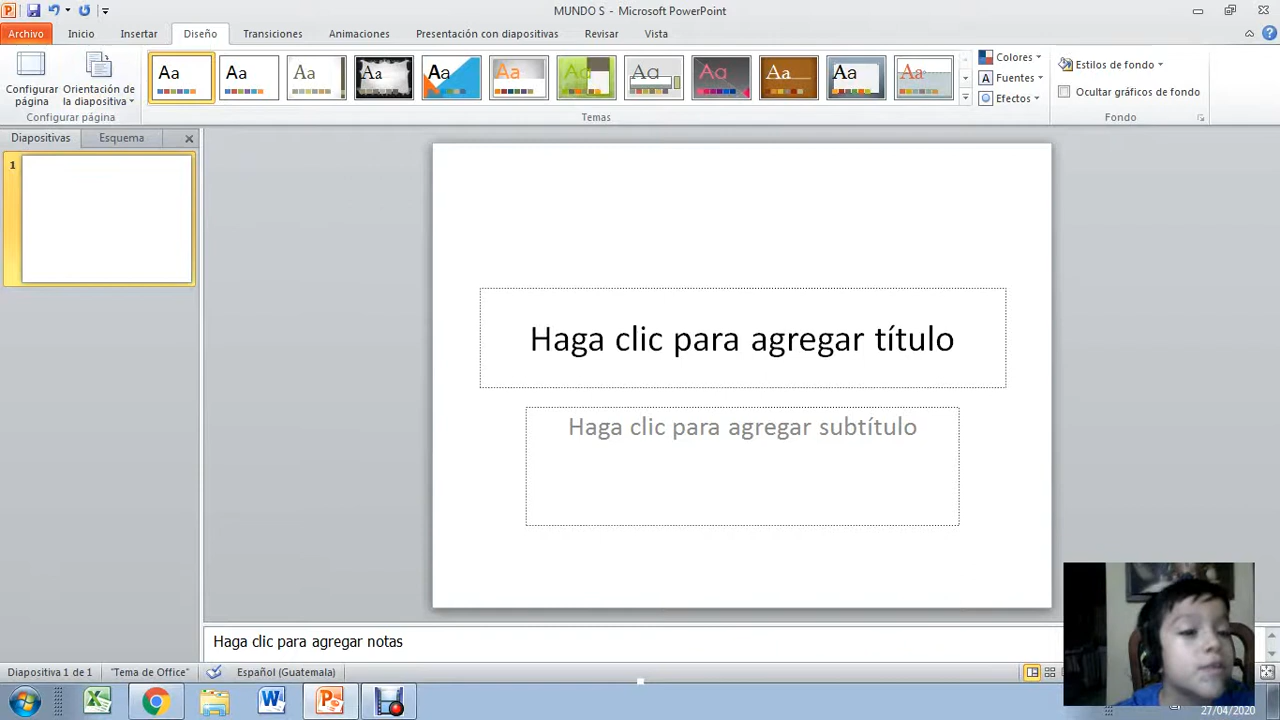 MUNDO S - Microsoft PowerPoint
Archivo Inicio Insertar Diseño Transiciones Animaciones Presentación con diapositivas Revisar Vista
Aa Aa Aa Aa Aa Aa Aa Aa Aa Aa Aa Aa
Colores
Fuentes
Efectos
Estilos de fondo
Ocultar gráficos de fondo
Configurar página
Orientación de la diapositiva
Configurar página
Temas
Fondo
Diapositivas Esquema
1
Haga clic para agregar título
Haga clic para agregar subtítulo
Haga clic para agregar notas
Diapositiva 1 de 1 "Tema de Office" Español (Guatemala)
27/04/2020